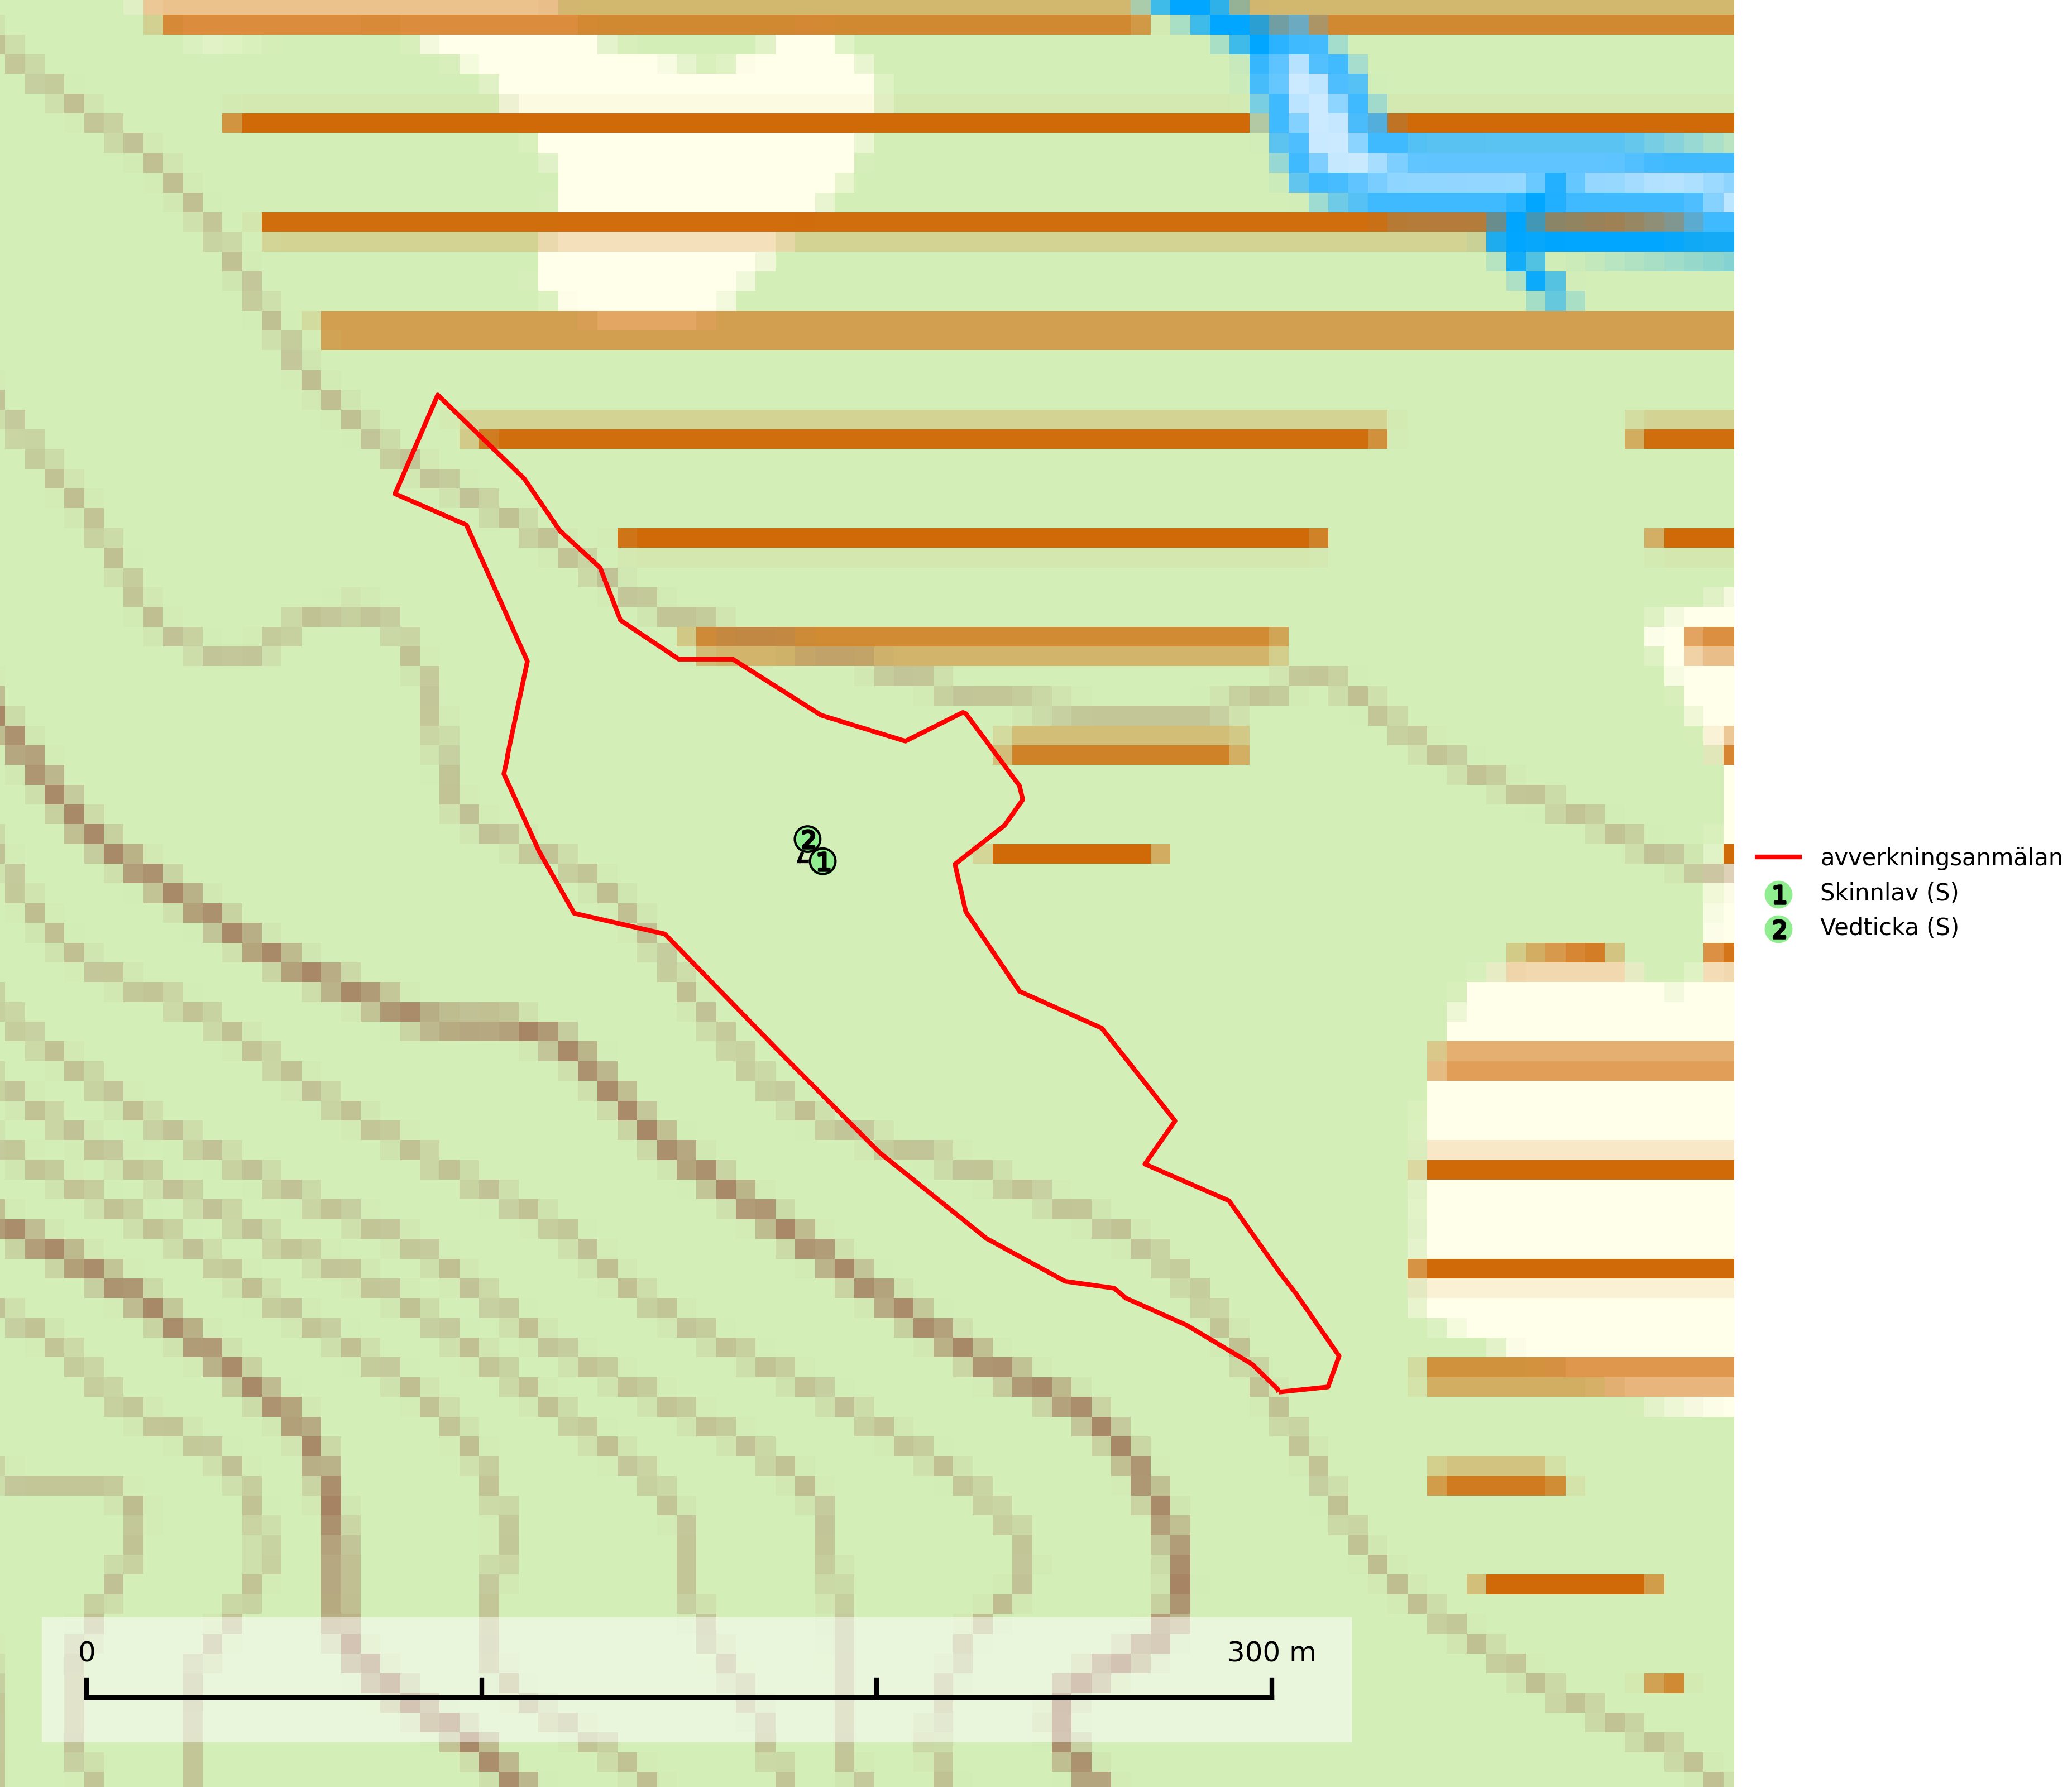 2
1
avverkningsanmälan
1 Skinnlav (S)
2 Vedticka (S)
0 300 m